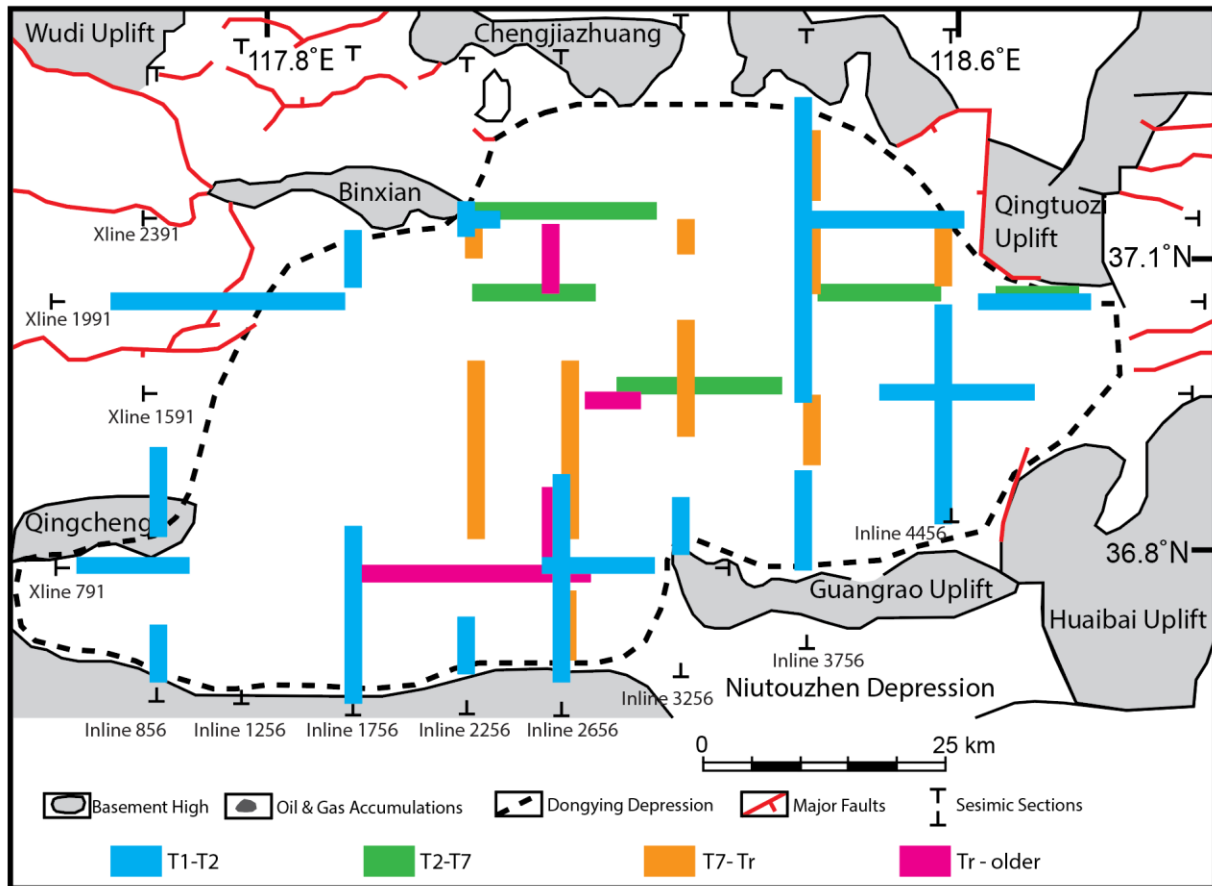 Wudi Uplift
117.8°E
Chengjiazhuang
118.6°E
Binxian
Qingtuozi
Uplift
Xline 2391
37.1°N
Xline 1991
Xline 1591
Qingcheng
Inline 4456
36.8°N
Xline 791
Guangrao Uplift
Huaibai Uplift
Inline 3756
Inline 3256
Niutouzhen Depression
Inline 856
Inline 1256
Inline 1756
Inline 2256
Inline 2656
0
25 km
Basement High
Oil & Gas Accumulations
Dongying Depression
Major Faults
Sesimic Sections
T1-T2
T2-T7
T7- Tr
Tr - older